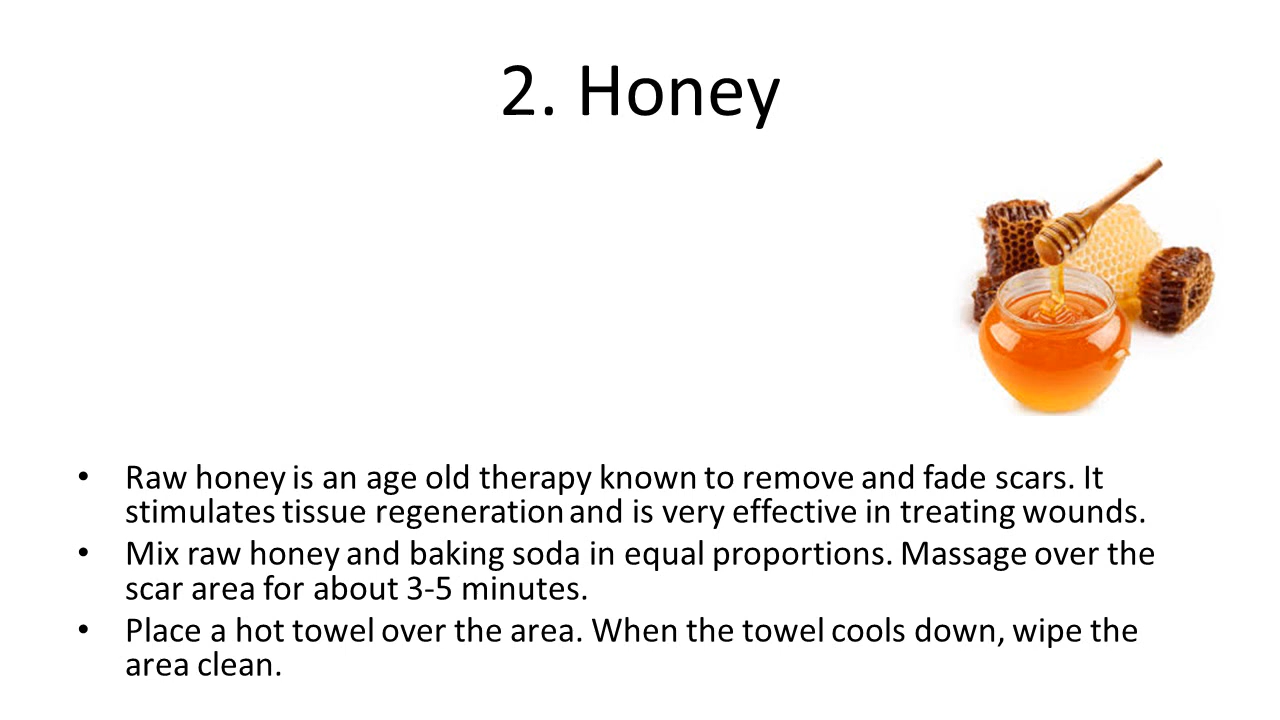 2. Honey
• Raw honey is an age old therapy known to remove and fade scars. It
stimulates tissue regeneration and is very effective in treating wounds.
• Mix raw honey and baking soda in equal proportions. Massage over the
scar area for about 3-5 minutes.
• Place a hot towel over the area. When the towel cools down, wipe the
area clean.